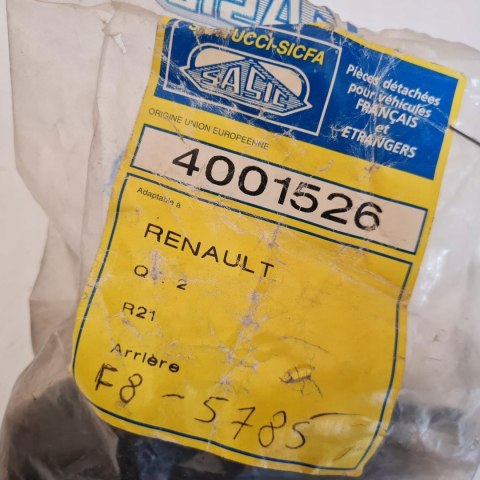 UCCI-SICFA
SALIC
Pièces détachées
pour véhicules
FRANÇAIS
et
ETRANGERS
ORIGINE UNION EUROPEENNE
4001526
Adaptable à
RENAULT
2
R21
Arrière
F8-5785